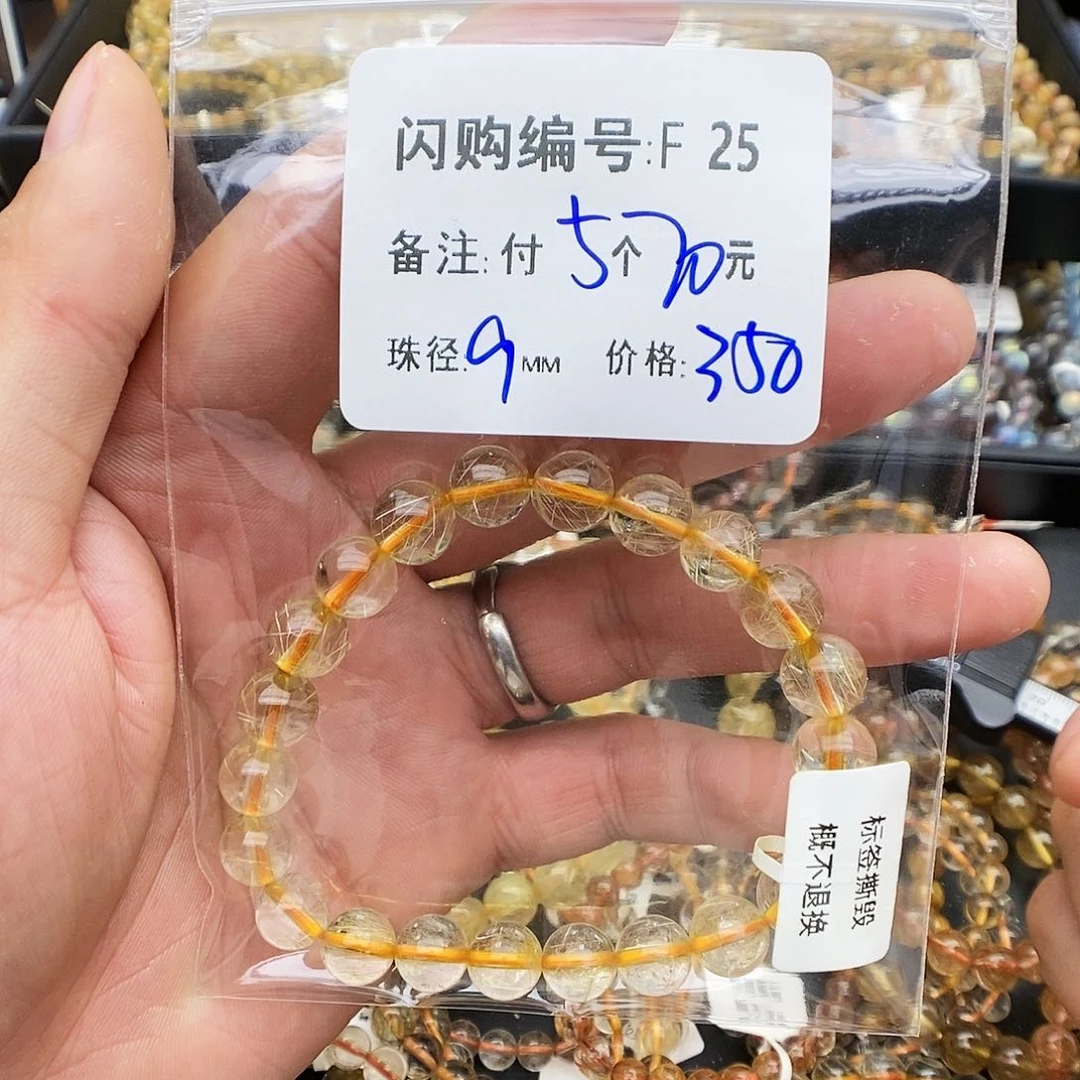 闪购编号:F 25
备注:付5个70元
珠径:9MM 价格:350
标签撕毁
概不退换